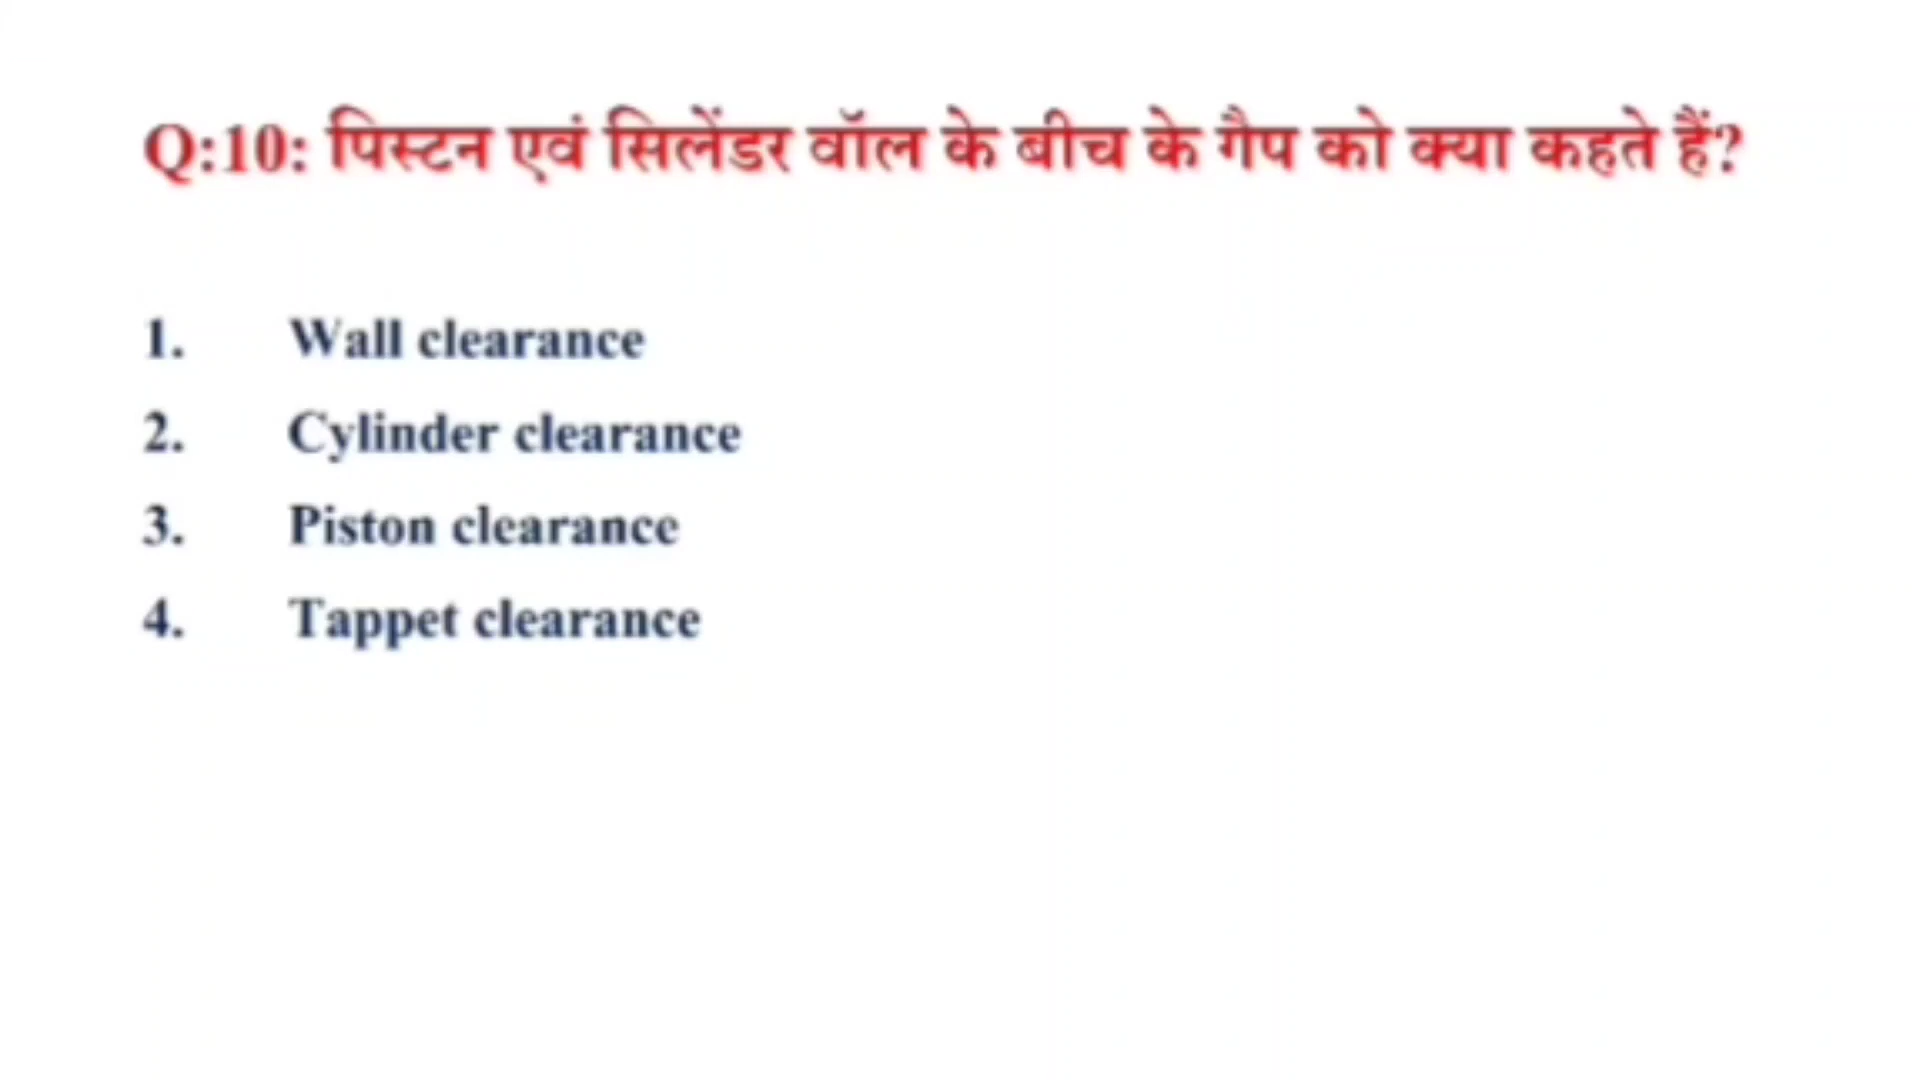 Q:10: पिस्टन एवं सिलेंडर वॉल के बीच के गैप को क्या कहते हैं?
1. Wall clearance
2. Cylinder clearance
3. Piston clearance
4. Tappet clearance